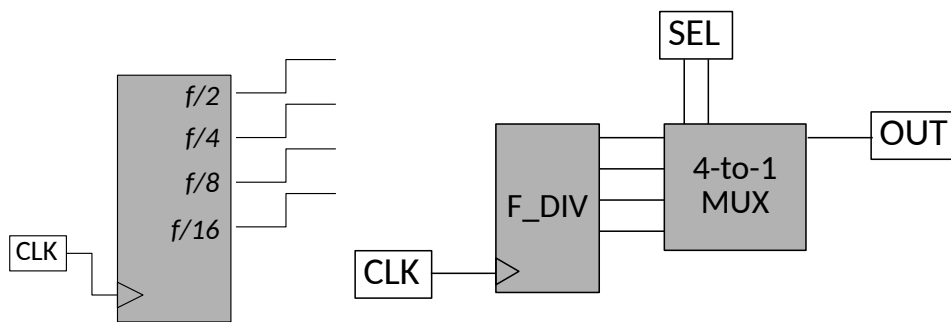 f/2
f/4
f/8
f/16
CLK
SEL
OUT
4-to-1
MUX
F_DIV
CLK